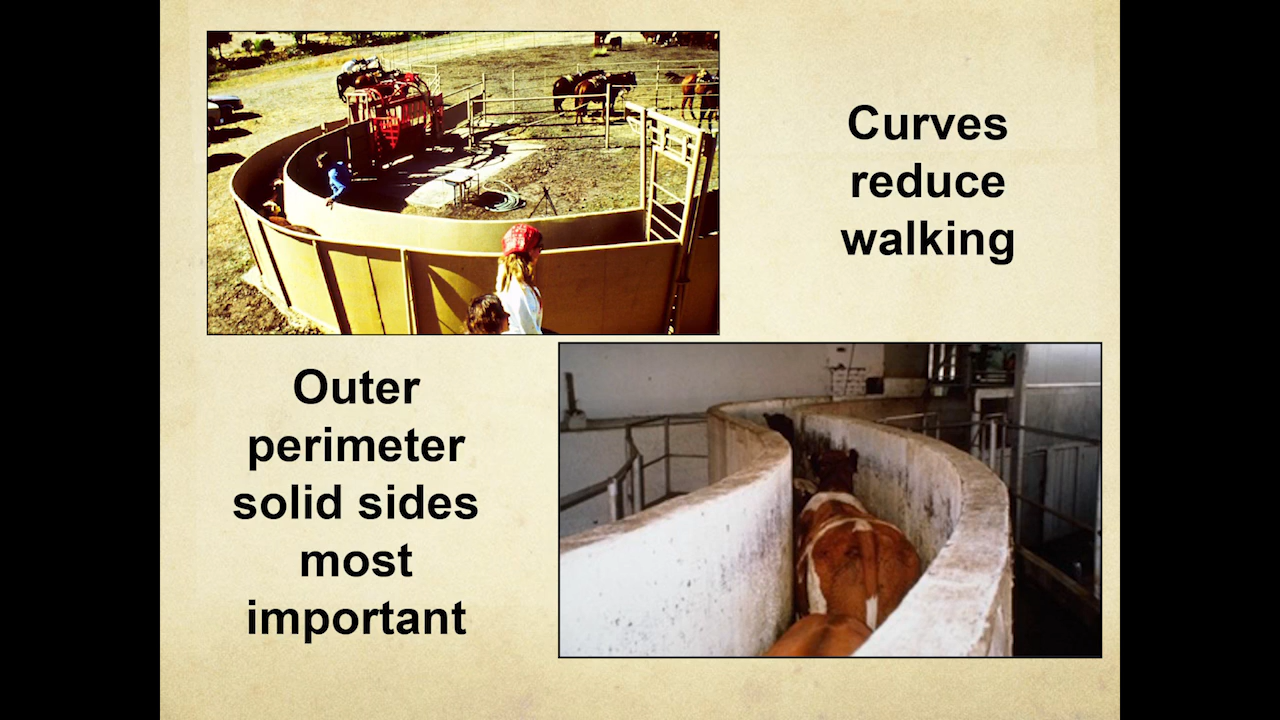 Curves
reduce
walking
Outer
perimeter
solid sides
most
important